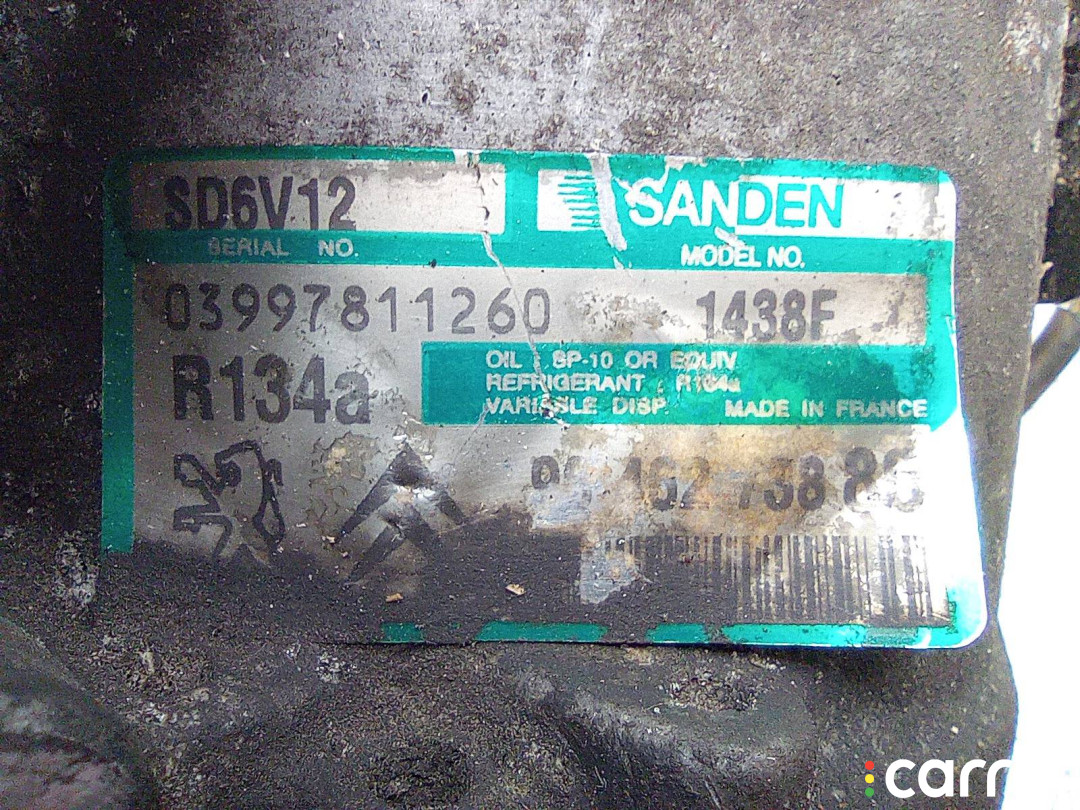 SD6V12 SANDEN
SERIAL NO. MODEL NO.
03997811260 1438F
R134a
OIL : SP-10 OR EQUIV
REFRIGERANT : R134a
VARIABLE DISP. MADE IN FRANCE
carr